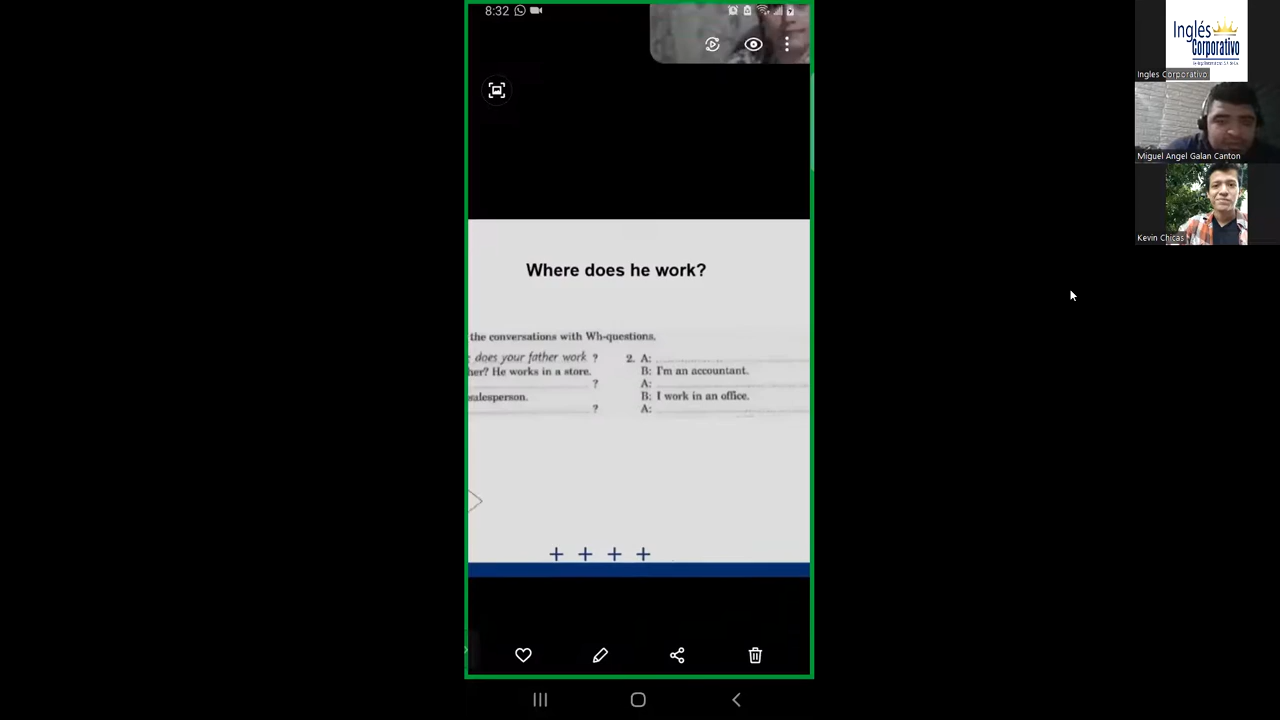 8:32
Where does he work?
the conversations with Wh-questions.
does your father work ?
her? He works in a store.
?
salesperson.
?
2. A:
B: I'm an accountant.
A:
B: I work in an office.
A:
+ + + +
Inglés
Corporativo
Ingles Corporativo
Miguel Angel Galan Canton
Kevin Chicas